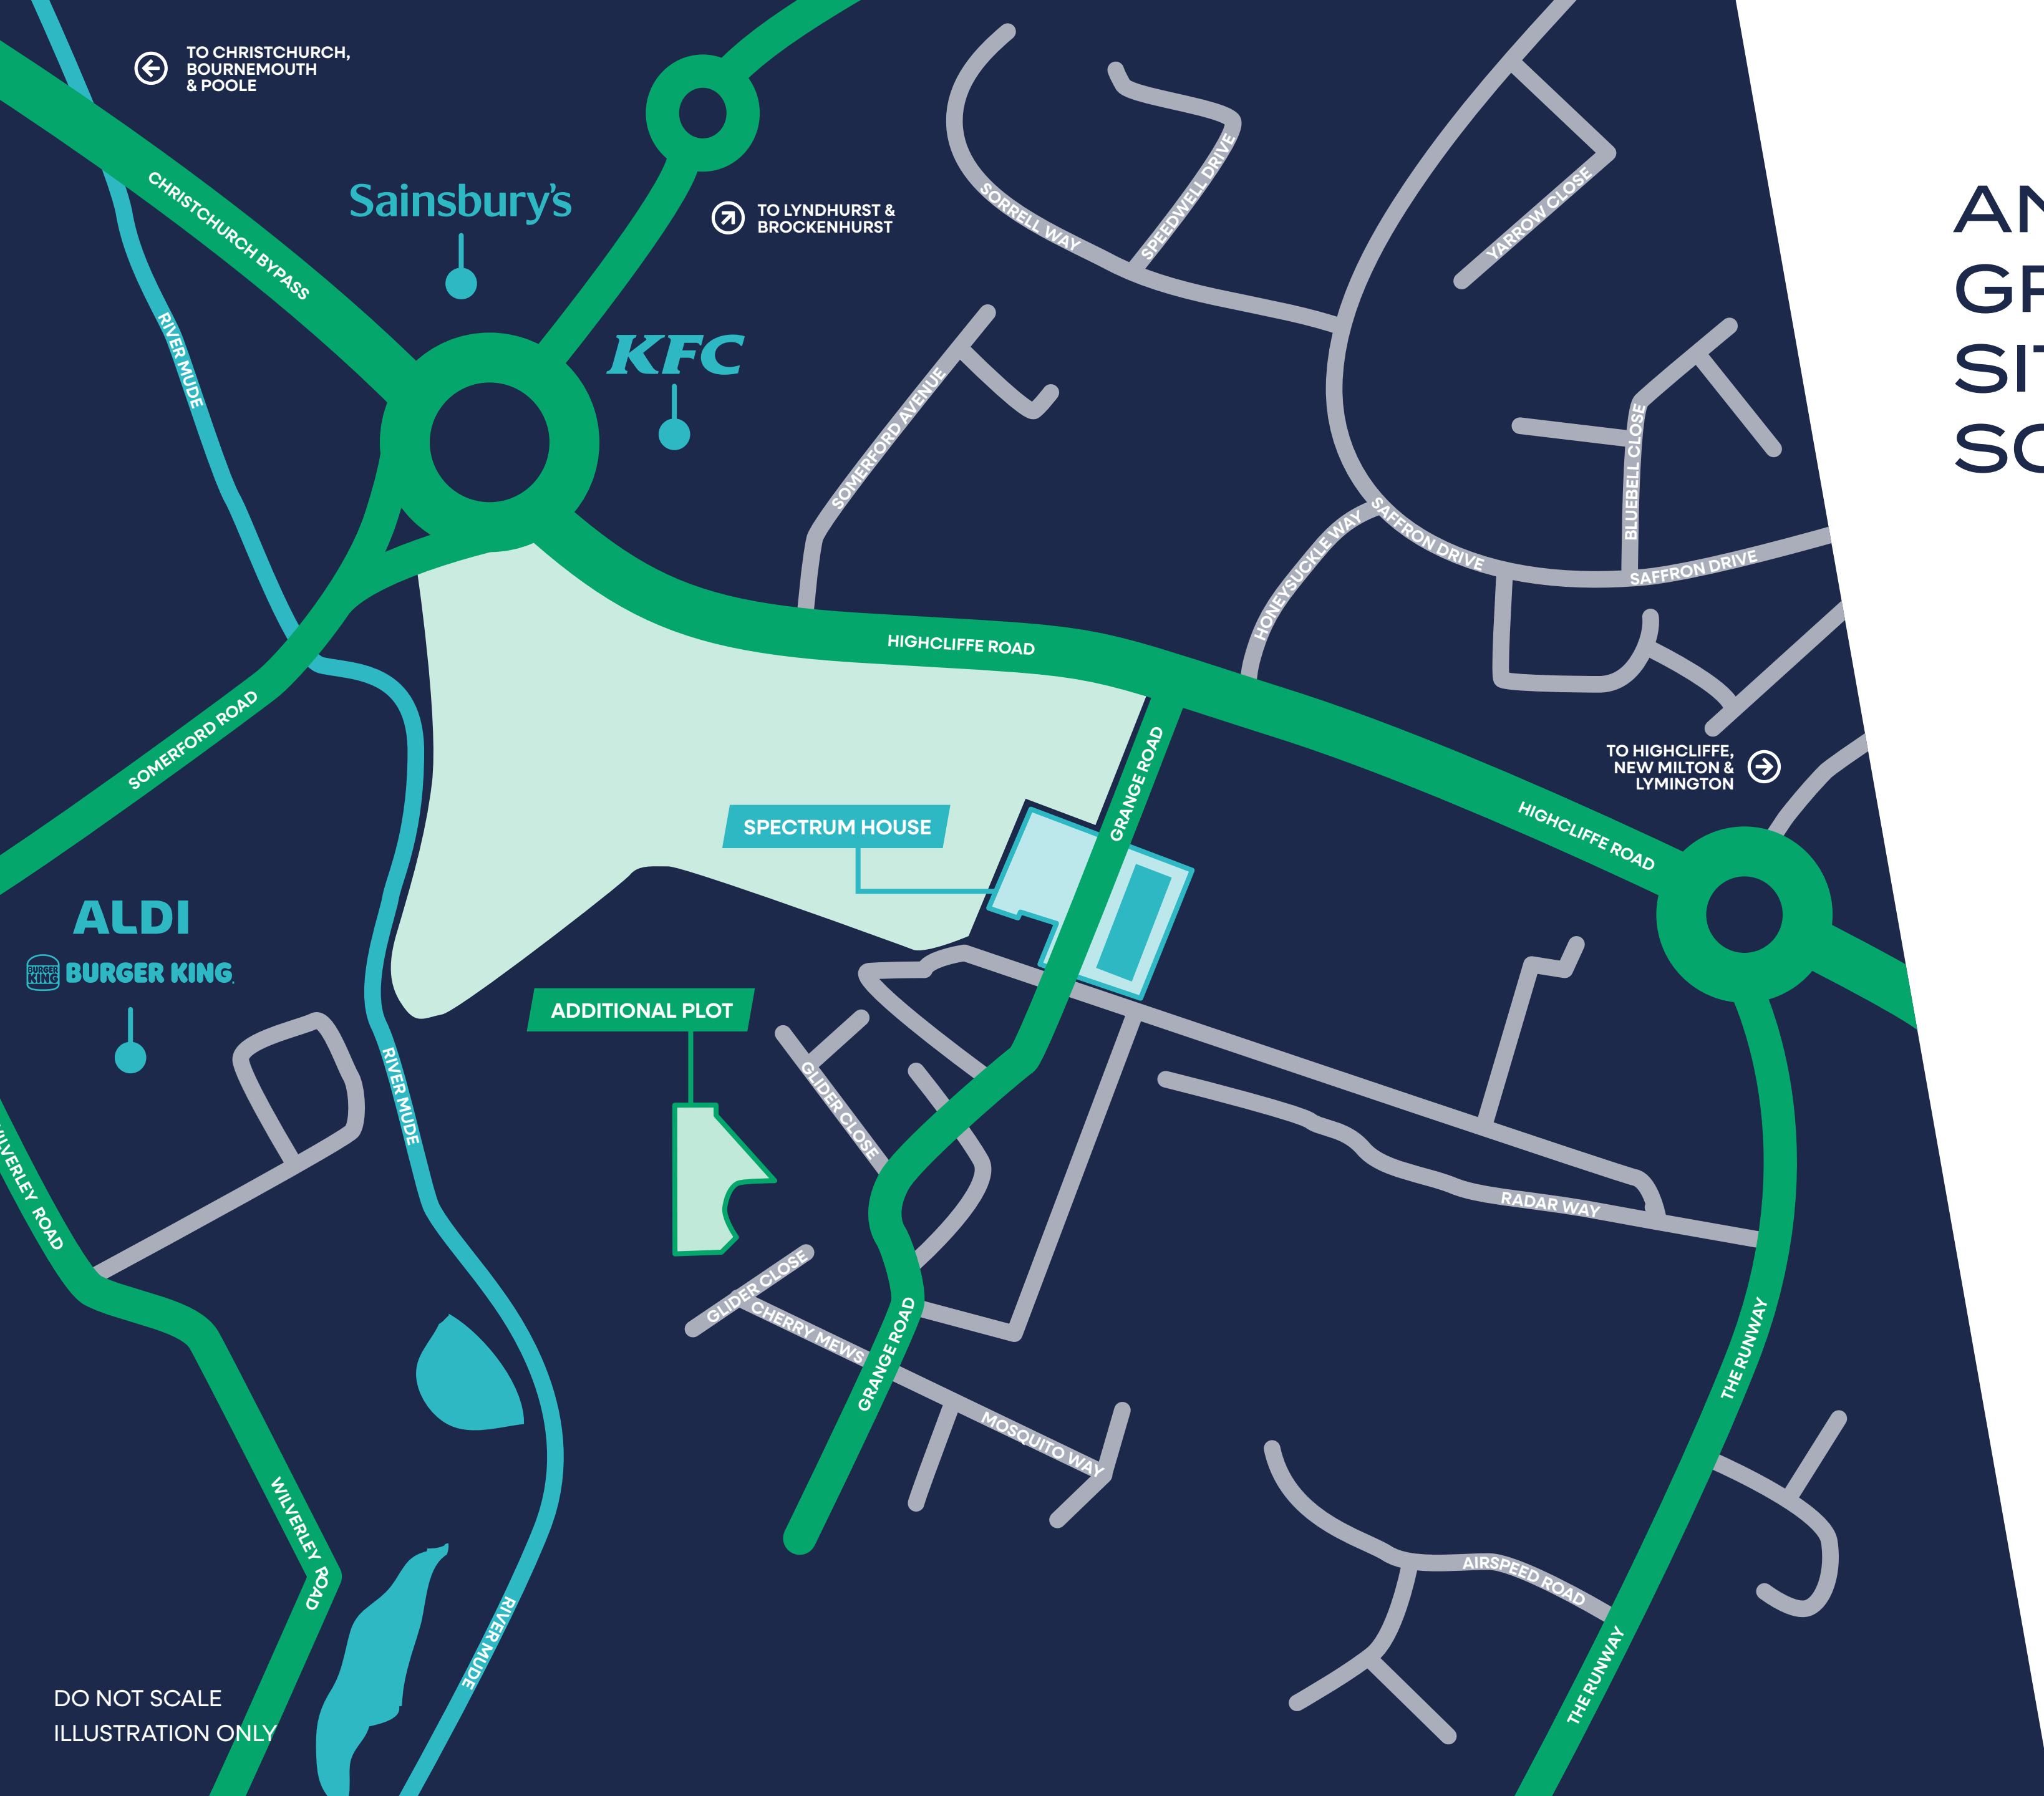 TO CHRISTCHURCH,
BOURNEMOUTH
& POOLE
CHRISTCHURCH BYPASS
Sainsbury's
TO LYNDHURST &
BROCKENHURST
SORRELL WAY
SPEEDWELL DRIVE
YARROW CLOSE
RIVER MUDE
KFC
SOMERFORD AVENUE
BLUEBELL CLOSE
HONEYSUCKLE WAY
SAFFRON DRIVE
SAFFRON DRIVE
HIGHCLIFFE ROAD
SOMERFORD ROAD
GRANGE ROAD
TO HIGHCLIFFE,
NEW MILTON &
LYMINGTON
HIGHCLIFFE ROAD
SPECTRUM HOUSE
ALDI
BURGER KING
BURGER KING
ADDITIONAL PLOT
RIVER MUDE
GLIDER CLOSE
WILVERLEY ROAD
RADAR WAY
GLIDER CLOSE
CHERRY MEWS
GRANGE ROAD
THE RUNWAY
MOSQUITO WAY
WILVERLEY ROAD
AIRSPEED ROAD
RIVER MUDE
THE RUNWAY
DO NOT SCALE
ILLUSTRATION ONLY